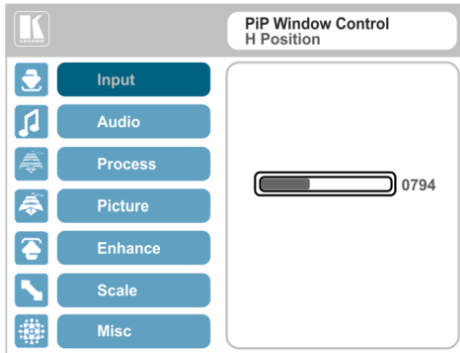 PiP Window Control
H Position
Input
Audio
Process
Picture
Enhance
Scale
Misc
0794